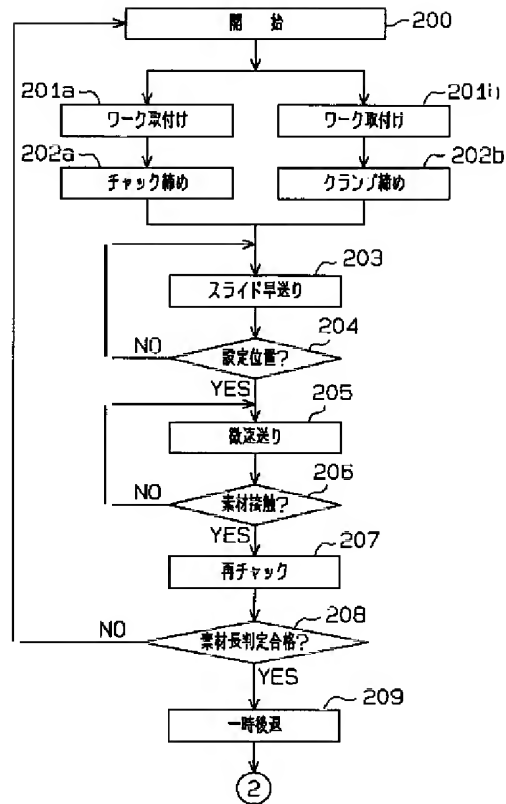 開 始
200
201a
201b
ワーク取付け
ワーク取付け
202a
202b
チャック締め
クランプ締め
203
スライド早送り
204
設定位置?
NO
YES
205
微速送り
206
素材接触?
NO
YES
207
再チャック
208
素材長判定合格?
NO
YES
209
一時後退
2